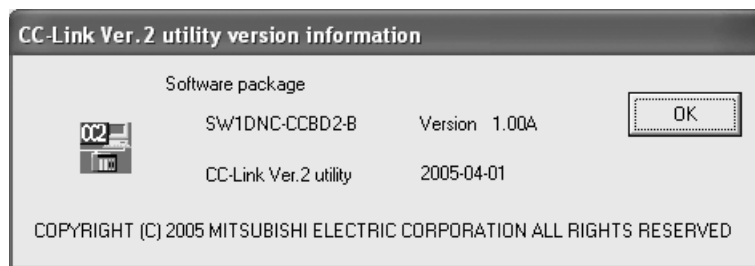 CC-Link Ver.2 utility version information
Software package
SW1DNC-CCBD2-B Version 1.00A
OK
CC2
CC-Link Ver.2 utility 2005-04-01
COPYRIGHT (C) 2005 MITSUBISHI ELECTRIC CORPORATION ALL RIGHTS RESERVED